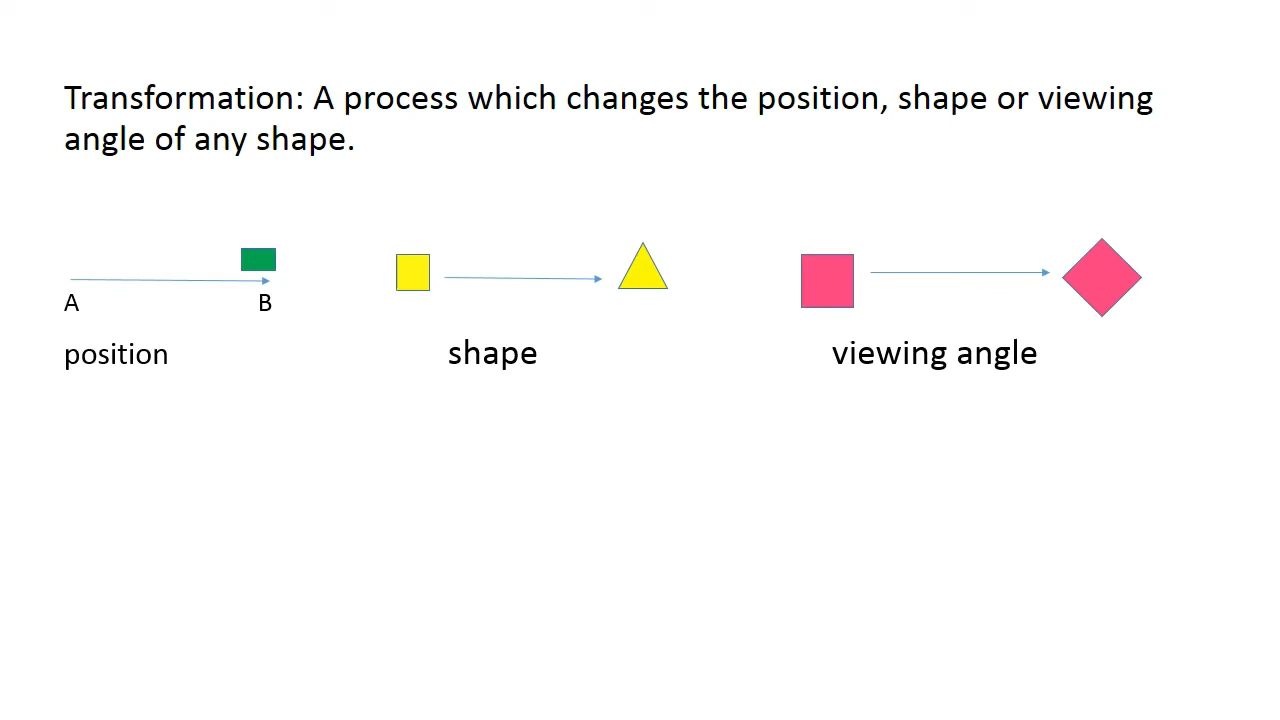 Transformation: A process which changes the position, shape or viewing
angle of any shape.
A B
position shape viewing angle